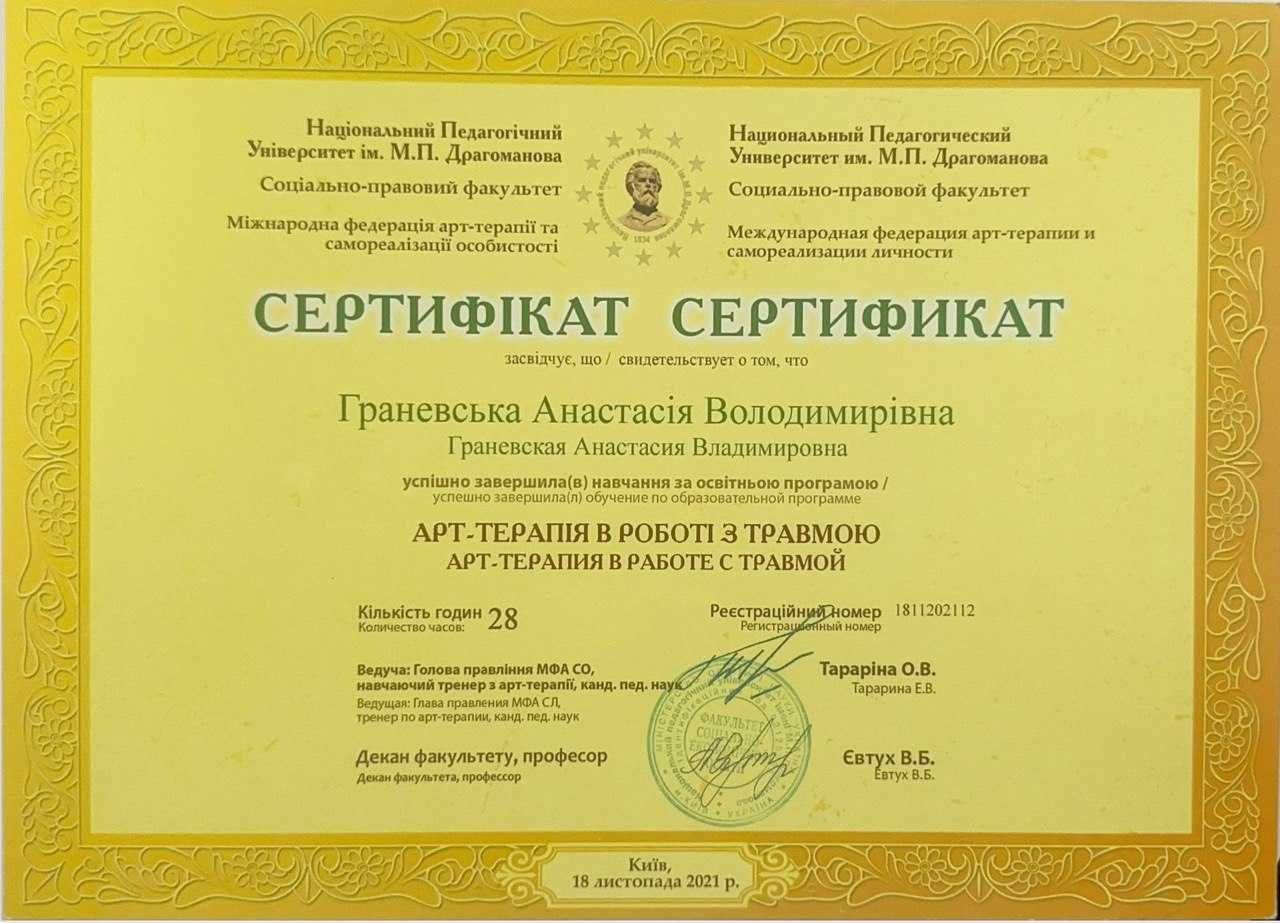 Національний Педагогічний
Університет ім. М.П. Драгоманова
Соціально-правовий факультет
Міжнародна федерація арт-терапії та
самореалізації особистості
1834
Национальный Педагогический
Университет им. М.П. Драгоманова
Социально-правовой факультет
Международная федерация арт-терапии и
самореализации личности
СЕРТИФІКАТ СЕРТИФИКАТ
засвідчує, що / свидетельствует о том, что
Граневська Анастасія Володимирівна
Граневская Анастасия Владимировна
успішно завершила(в) навчання за освітньою програмою /
успешно завершила(л) обучение по образовательной программе
АРТ-ТЕРАПІЯ В РОБОТІ З ТРАВМОЮ
АРТ-ТЕРАПИЯ В РАБОТЕ С ТРАВМОЙ
Кількість годин 28
Количество часов:
Реєстраційний номер 1811202112
Регистрационный номер
Ведуча: Голова правління МФА СО,
навчаючий тренер з арт-терапії, канд. пед. наук
Ведущая: Глава правления МФА СЛ,
тренер по арт-терапии, канд. пед. наук
Тараріна О.В.
Тарарина Е.В.
Декан факультету, професор
Декан факультета, профессор
ФАКУЛЬТЕТ
УКРАЇНА
Євтух В.Б.
Евтух В.Б.
Київ,
18 листопада 2021 р.